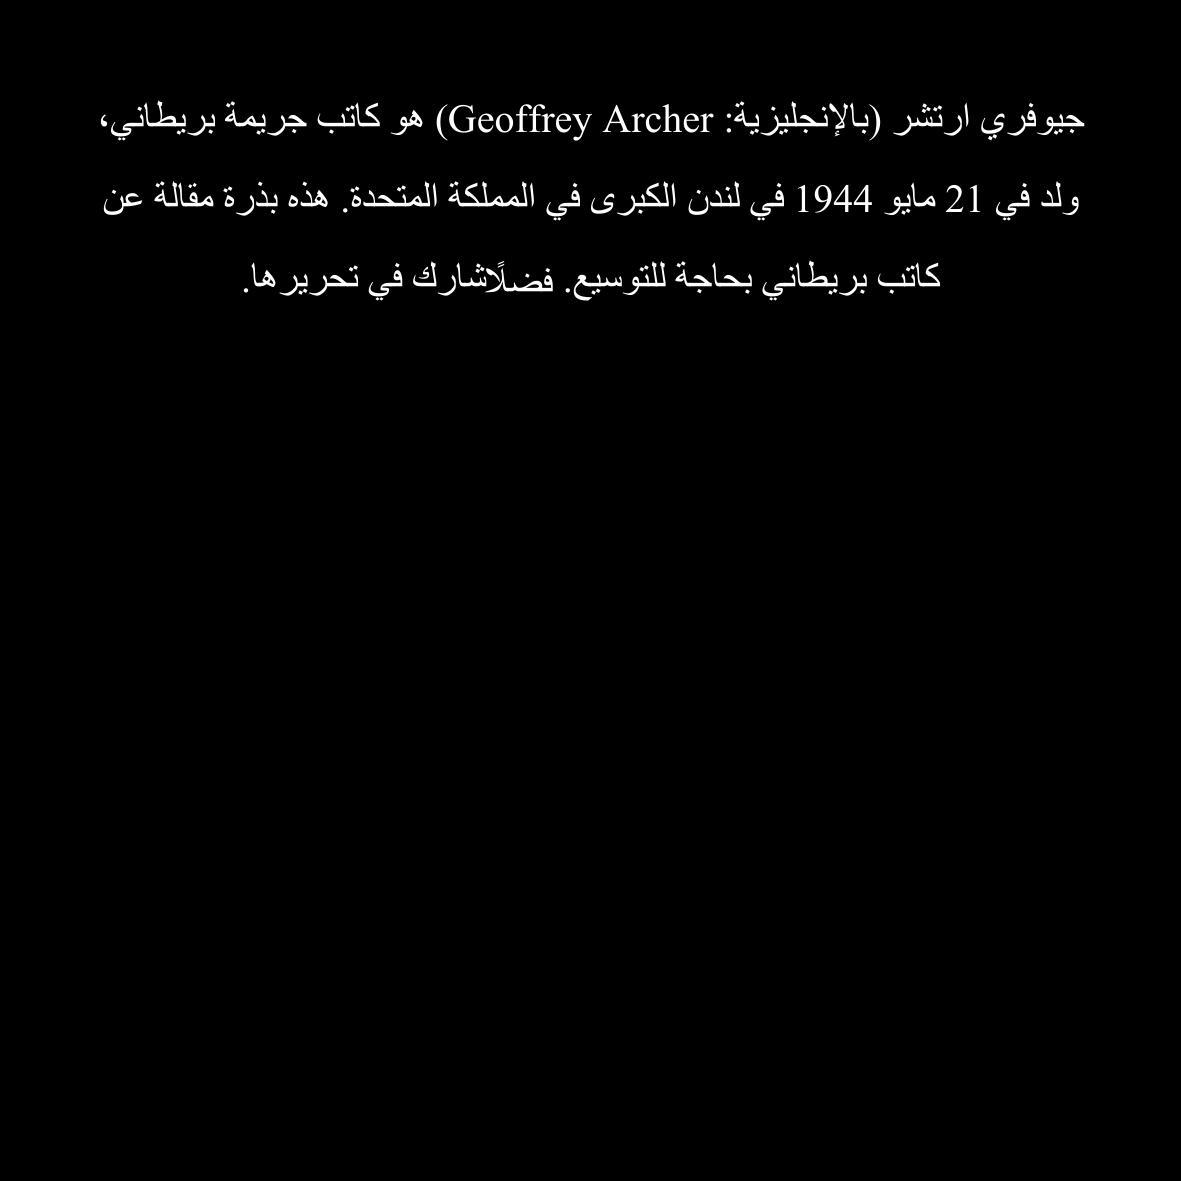 جيوفري ارتشر (بالإنجليزية: Geoffrey Archer) هو كاتب جريمة بريطاني،
ولد في 21 مايو 1944 في لندن الكبرى في المملكة المتحدة. هذه بذرة مقالة عن
كاتب بريطاني بحاجة للتوسيع. فضلًاشارك في تحريرها.